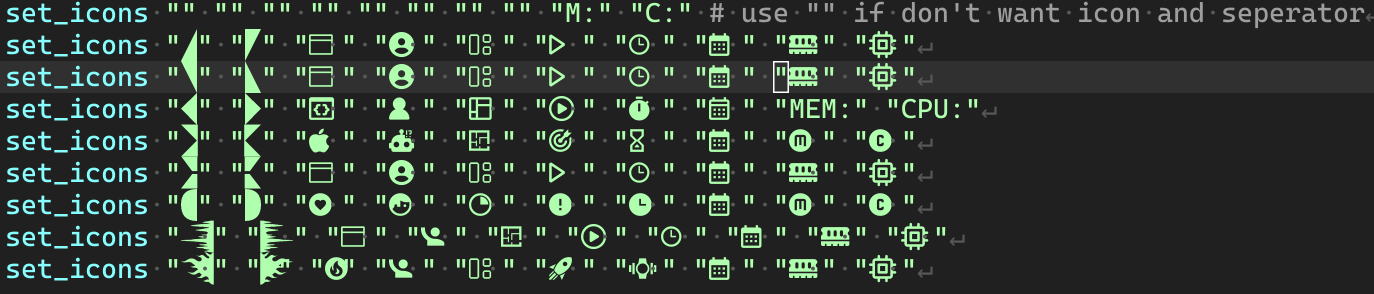 set_icons "" "" "" "" "" "" "" "" "M:" "C:" # use "" if don't want icon and seperator
set_icons "" "" " " " " " " " " " " " " " " " "
set_icons "" "" " " " " " " " " " " " " " " " "
set_icons "" "" " " " " " " " " " " " " "MEM:" "CPU:"
set_icons "" "" " " " " " " " " " " " " " " " "
set_icons "" "" " " " " " " " " " " " " " " " "
set_icons "" "" " " " " " " " " " " " " " " " "
set_icons " " " " " " " " " " " " " " " " " " " "
set_icons " " " " " " " " " " " " " " " " " " " "